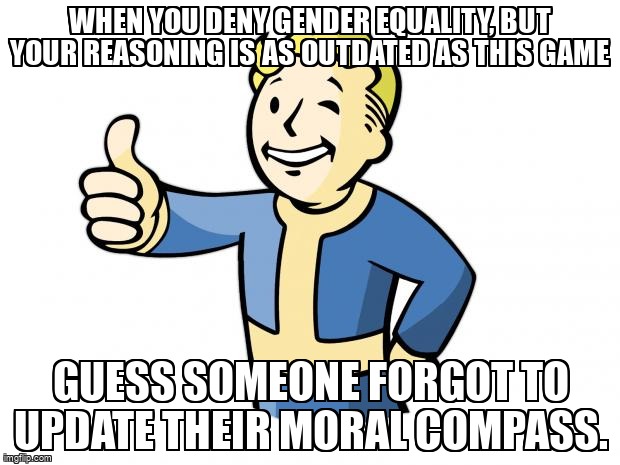 WHEN YOU DENY GENDER EQUALITY, BUT
YOUR REASONING IS AS OUTDATED AS THIS GAME
GUESS SOMEONE FORGOT TO
UPDATE THEIR MORAL COMPASS.
imgflip.com